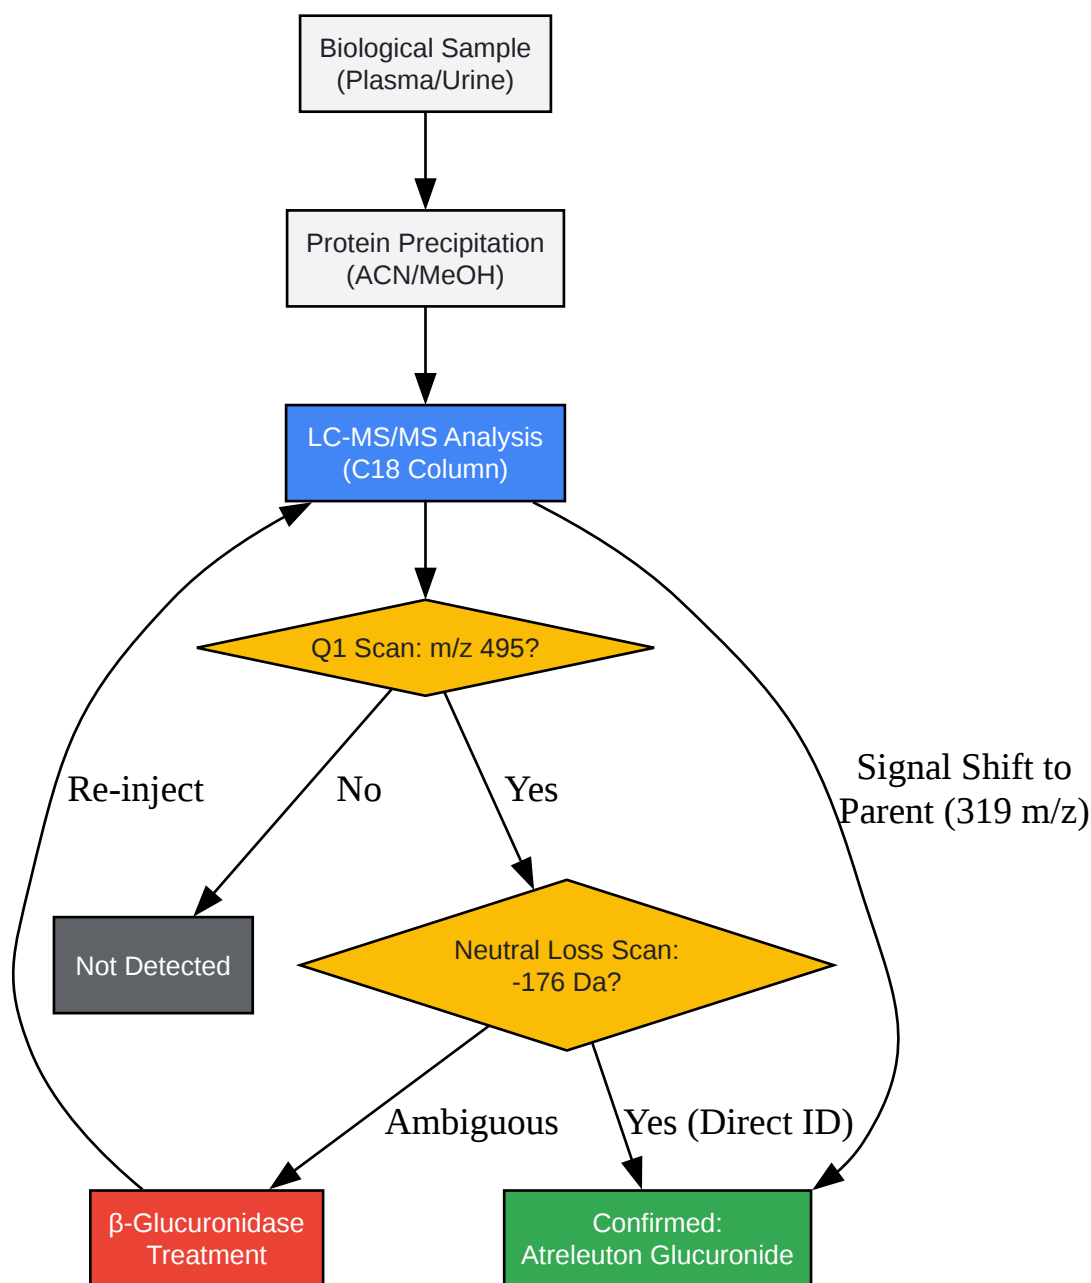 Biological Sample
(Plasma/Urine)
Protein Precipitation
(ACN/MeOH)
LC-MS/MS Analysis
(C18 Column)
Q1 Scan: m/z 495?
Re-inject
No
Yes
Signal Shift to
Parent (319 m/z)
Not Detected
Neutral Loss Scan:
-176 Da?
Ambiguous
Yes (Direct ID)
β-Glucuronidase
Treatment
Confirmed:
Atreleuton Glucuronide